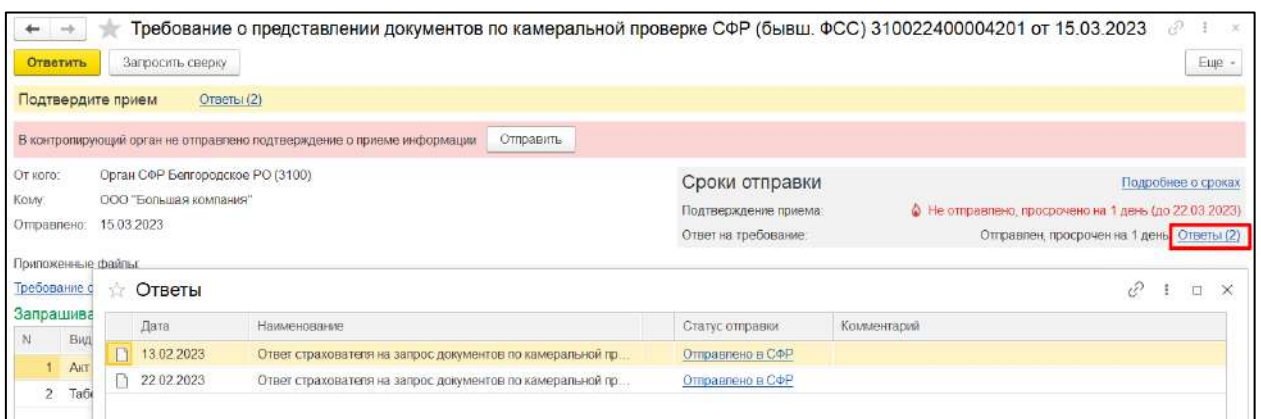 Требование о представлении документов по камеральной проверке СФР (бывш. ФСС) 310022400004201 от 15.03.2023
Ответить Запросить сверку Еще
Подтвердите прием Ответы (2)
В контролирующий орган не отправлено подтверждение о приеме информации Отправить
От кого: Орган СФР Белгородское РО (3100)
Кому: ООО "Большая компания"
Отправлено: 15.03.2023
Сроки отправки Подробнее о сроках
Подтверждение приема: Не отправлено, просрочено на 1 день (до 22.03.2023)
Ответ на требование: Отправлен, просрочен на 1 день Ответы (2)
Приложенные файлы:
Требование о
Запрашива
N Вид
1 Акт
2 Табе
Ответы
Дата Наименование Статус отправки Комментарий
13.02.2023 Ответ страхователя на запрос документов по камеральной пр... Отправлено в СФР
22.02.2023 Ответ страхователя на запрос документов по камеральной пр... Отправлено в СФР